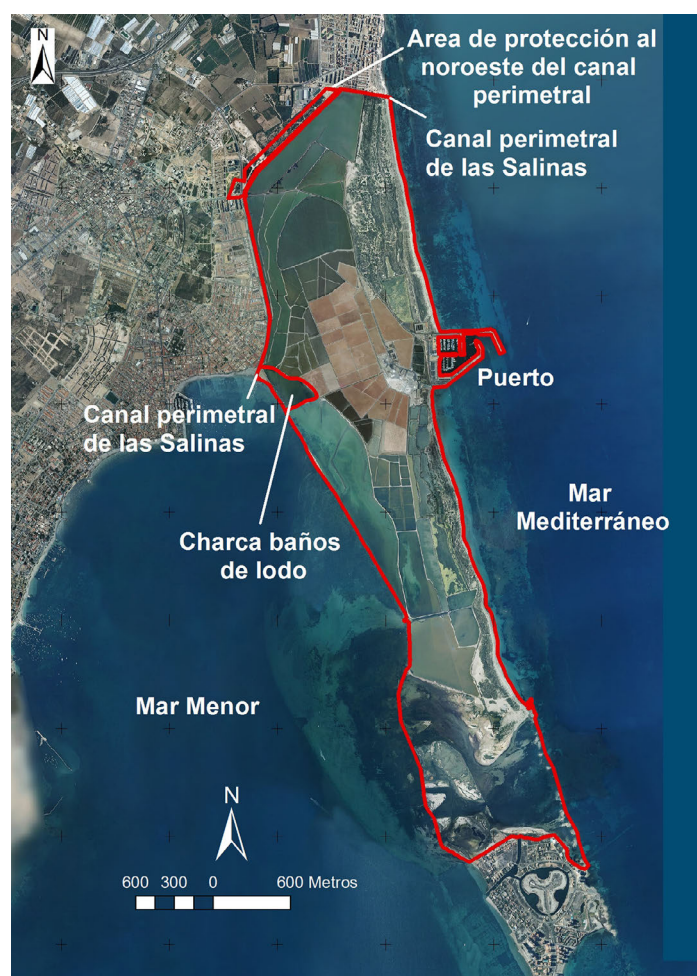 N
Area de protección al
noroeste del canal
perimetral
Canal perimetral
de las Salinas
Puerto
Canal perimetral
de las Salinas
Mar
Mediterráneo
Charca baños
de lodo
Mar Menor
N
600 300 0 600 Metros